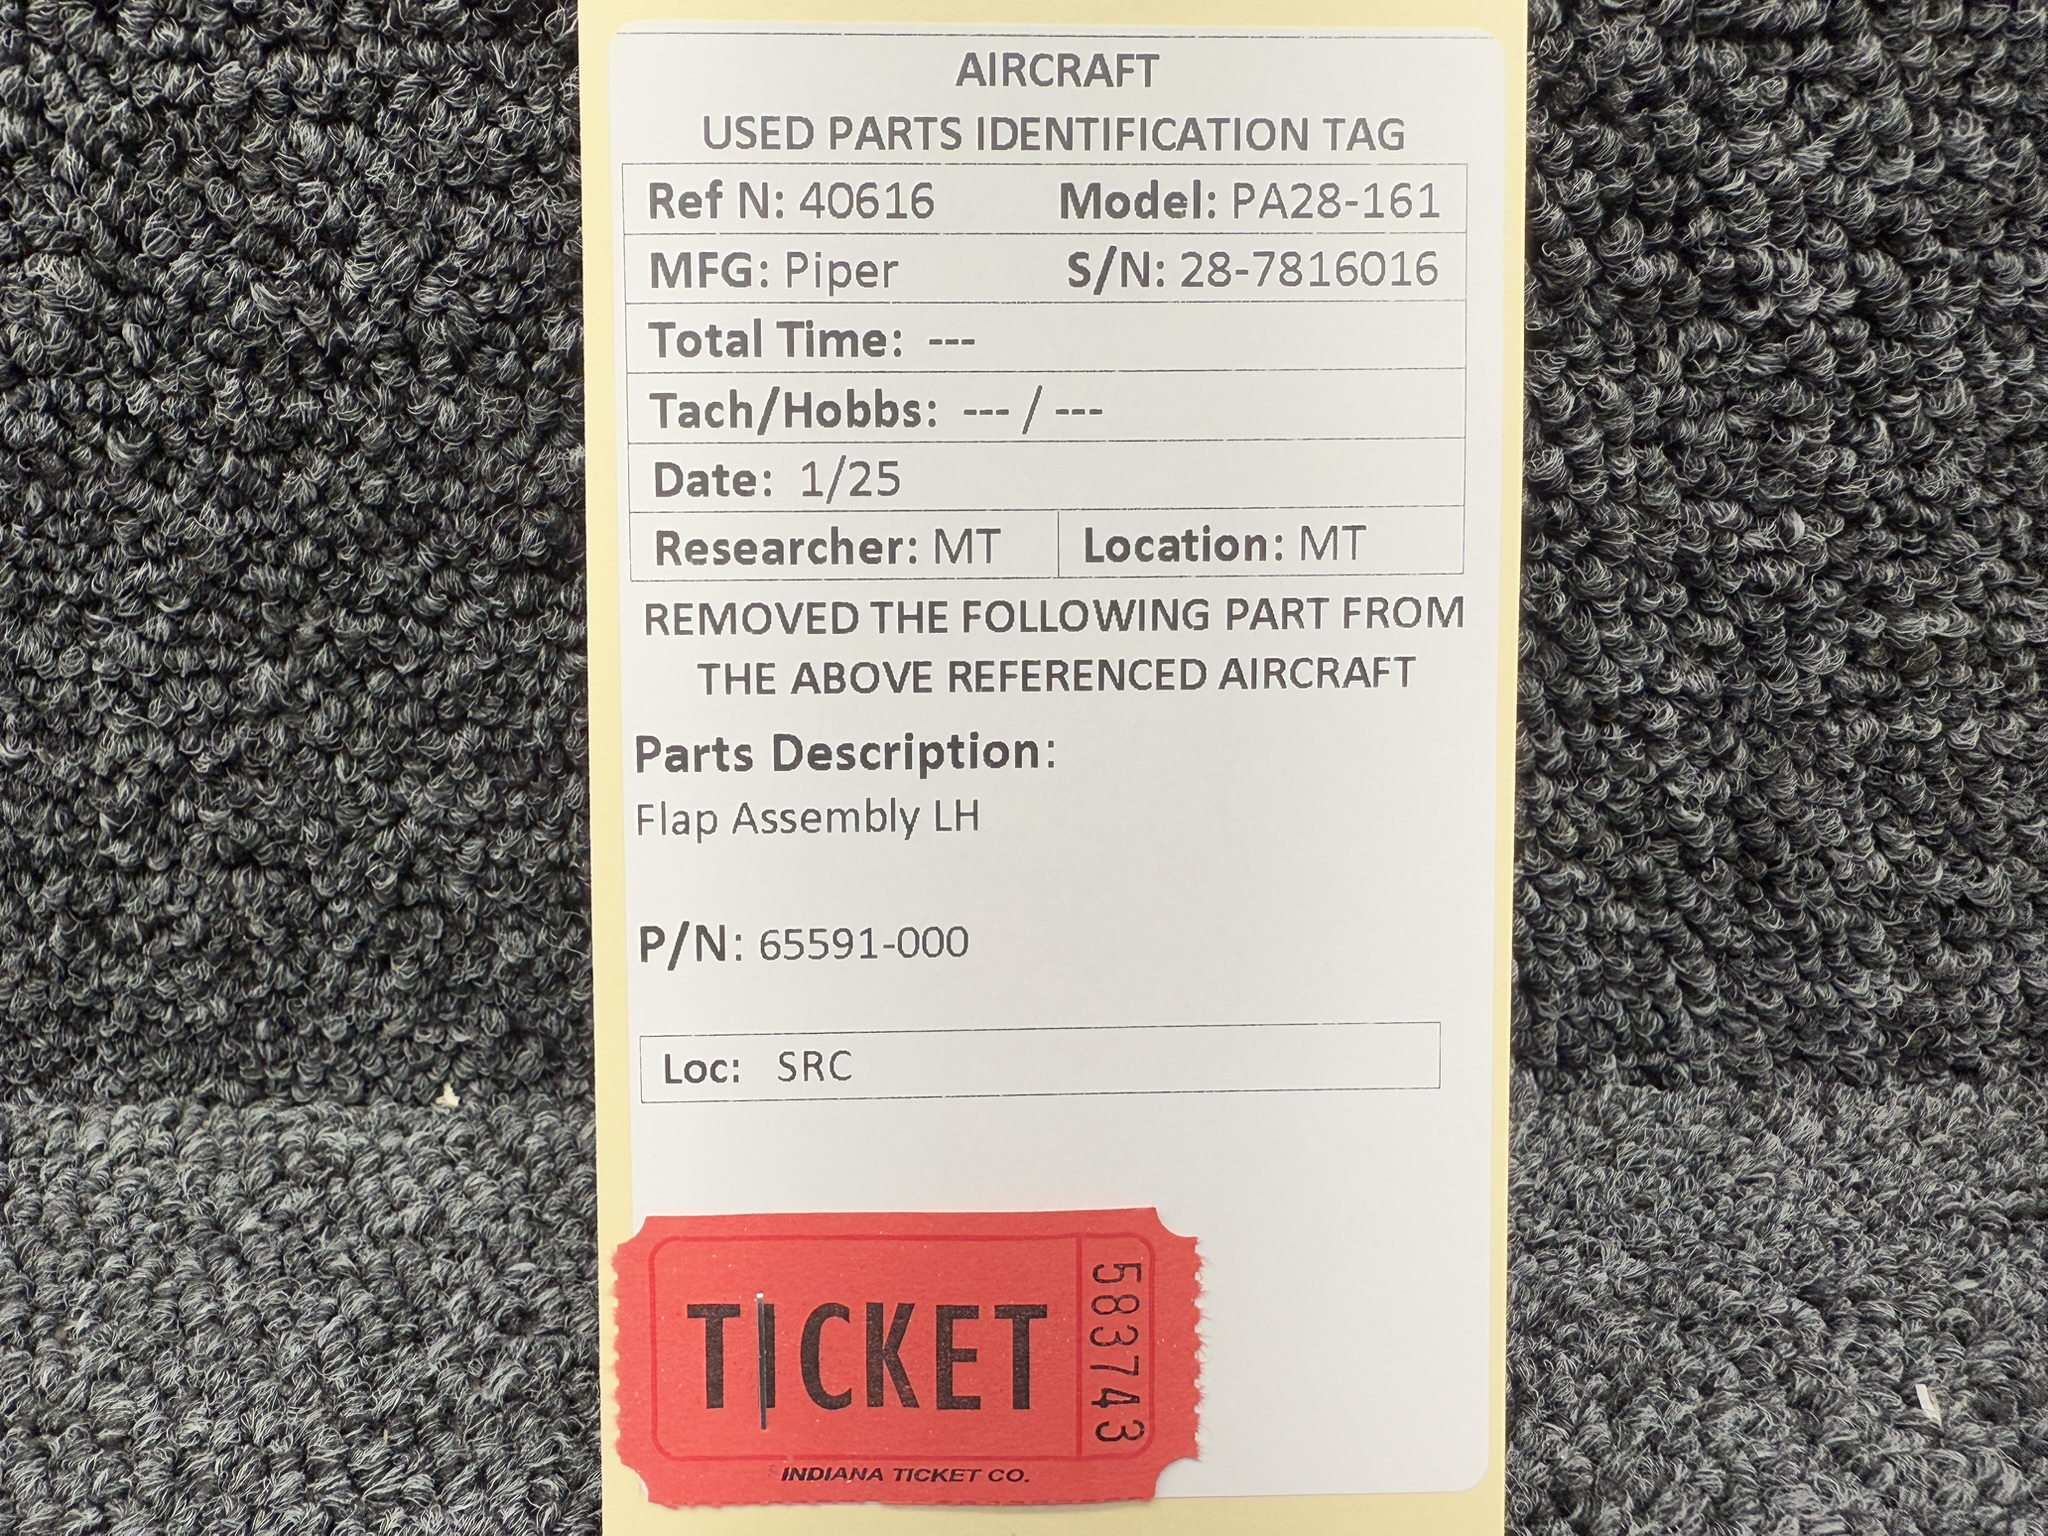 AIRCRAFT
USED PARTS IDENTIFICATION TAG
Ref N: 40616 Model: PA28-161
MFG: Piper S/N: 28-7816016
Total Time: ---
Tach/Hobbs: --- / ---
Date: 1/25
Researcher: MT Location: MT
REMOVED THE FOLLOWING PART FROM
THE ABOVE REFERENCED AIRCRAFT
Parts Description:
Flap Assembly LH
P/N: 65591-000
Loc: SRC
TICKET
583743
INDIANA TICKET CO.